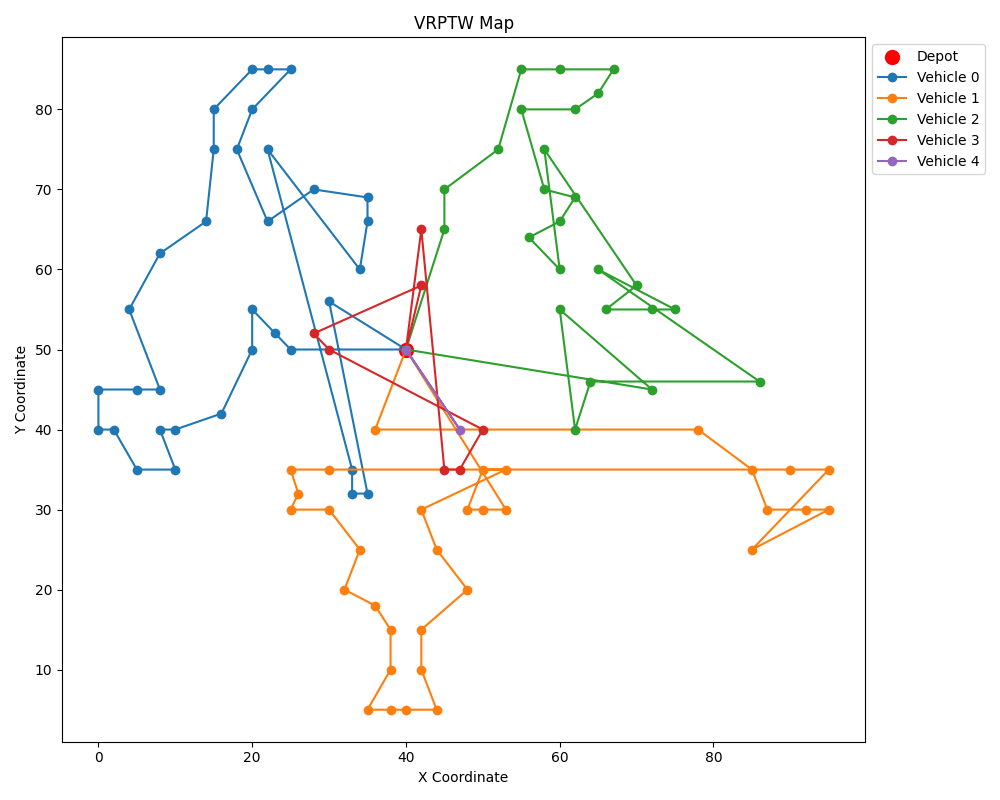 VRPTW Map
Depot
Vehicle 0
Vehicle 1
Vehicle 2
Vehicle 3
Vehicle 4
Y Coordinate
80
70
60
50
40
30
20
10
0
20
40
60
80
X Coordinate